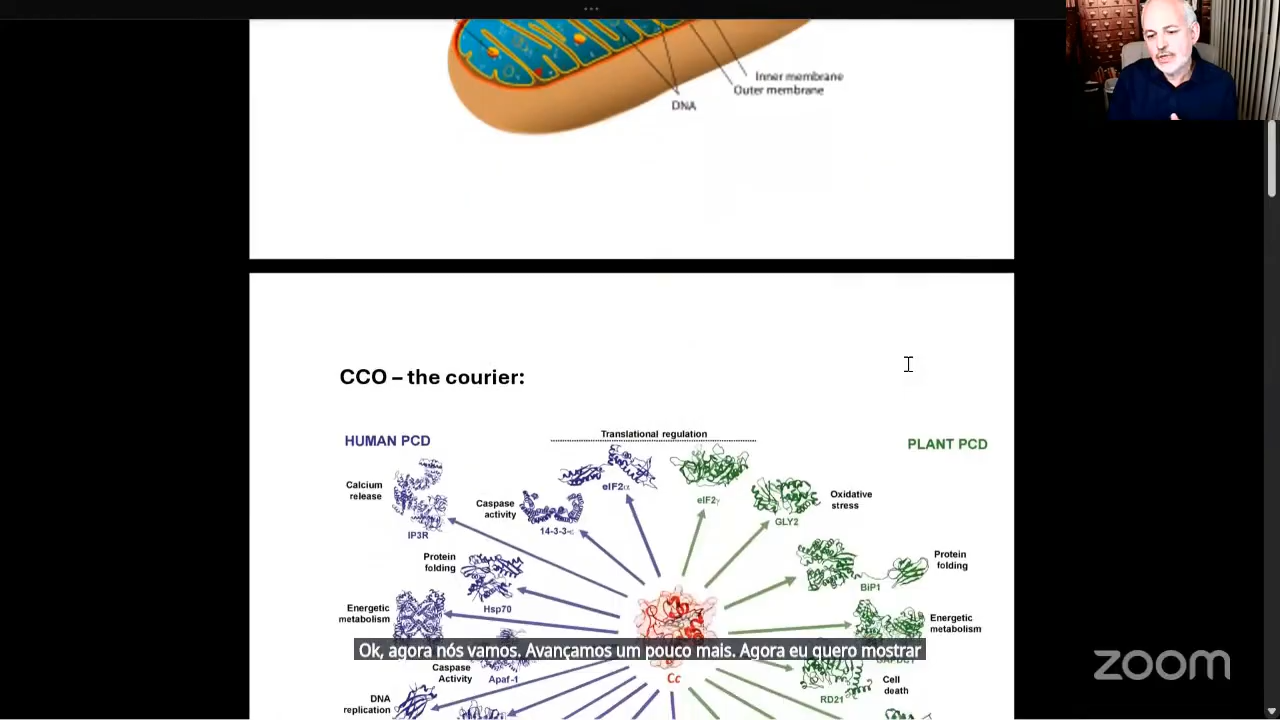 Inner membrane
Outer membrane
DNA
CCO – the courier:
HUMAN PCD
Translational regulation
PLANT PCD
Calcium
release
IP3R
Caspase
activity
14-3-3-ε
eIF2α
eIF2γ
GLY2
Oxidative
stress
Protein
folding
Hsp70
BiP1
Protein
folding
Energetic
metabolism
Energetic
metabolism
Ok, agora nós vamos. Avançamos um pouco mais. Agora eu quero mostrar
Caspase
Activity
Apaf-1
Cc
RD21
Cell
death
DNA
replication
zoom